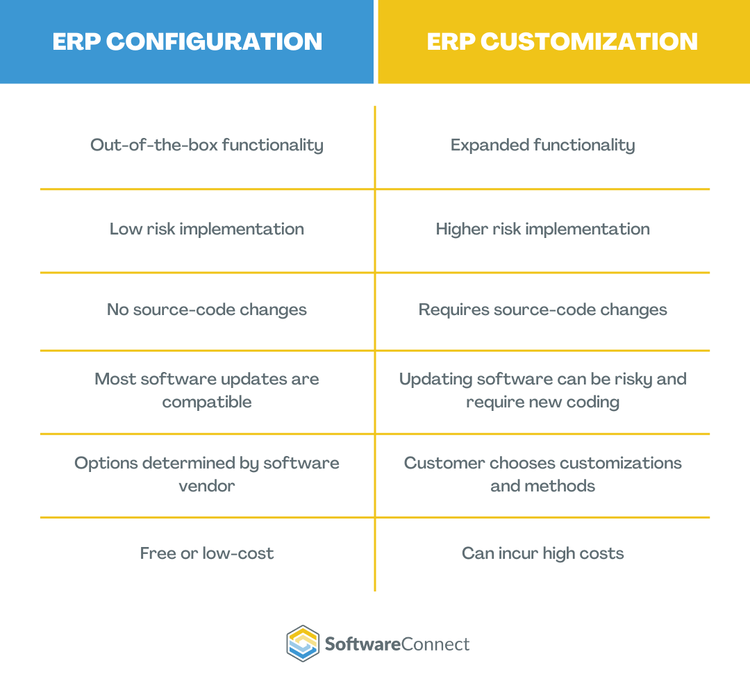 ERP CONFIGURATION
ERP CUSTOMIZATION
Out-of-the-box functionality
Expanded functionality
Low risk implementation
Higher risk implementation
No source-code changes
Requires source-code changes
Most software updates are
compatible
Updating software can be risky and
require new coding
Options determined by software
vendor
Customer chooses customizations
and methods
Free or low-cost
Can incur high costs
SoftwareConnect